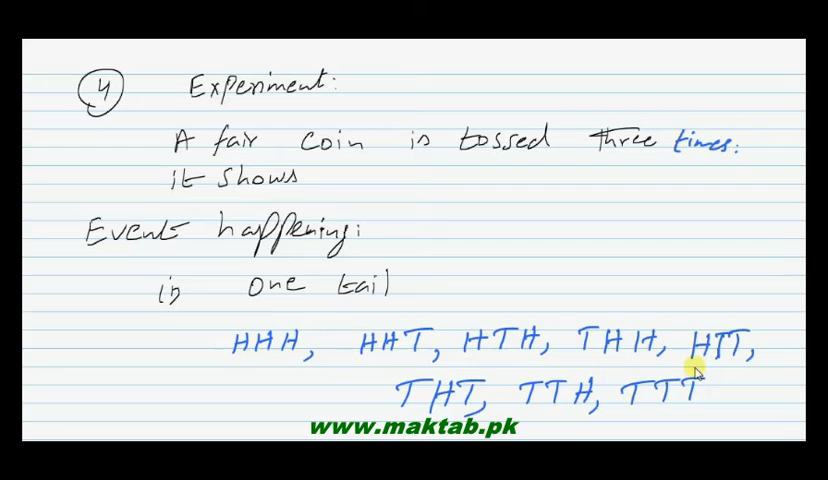 4 Experiment:
A fair coin is tossed three times:
it shows
Event happening:
is one tail
HHH, HHT, HTH, THH, HTT,
THT, TTH, TTT
www.maktab.pk